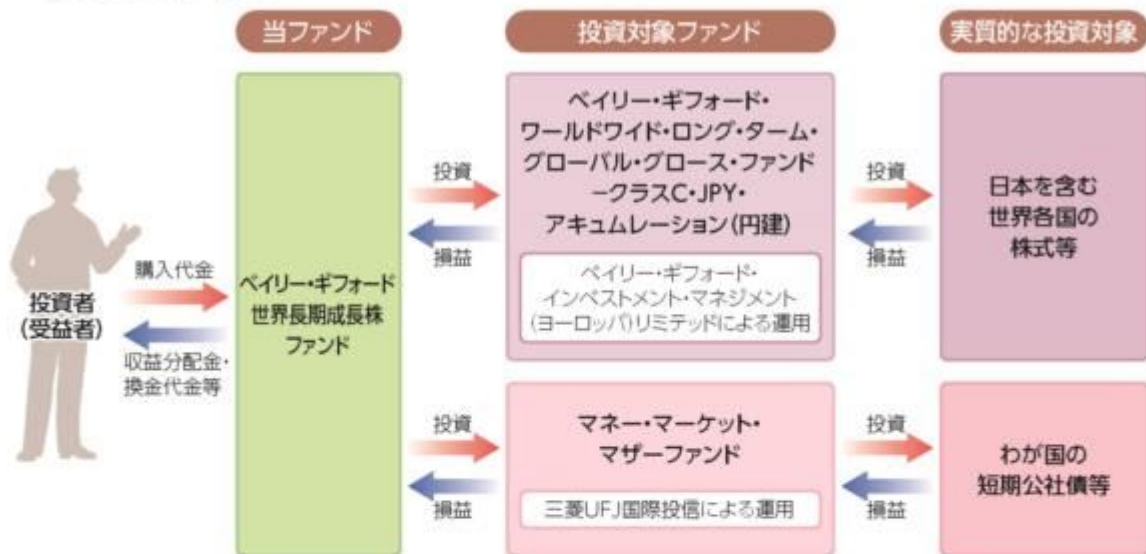 当ファンド
投資対象ファンド
実質的な投資対象
投資者
(受益者)
購入代金
収益分配金・
換金代金等
ベイリー・ギフォード
世界長期成長株
ファンド
投資
損益
ベイリー・ギフォード・
ワールドワイド・ロング・ターム・
グローバル・グロース・ファンド
-クラスC・JPY・
アキュムレーション(円建)
ベイリー・ギフォード・
インベストメント・マネジメント
(ヨーロッパ)リミテッドによる運用
投資
損益
日本を含む
世界各国の
株式等
投資
損益
マネー・マーケット・
マザーファンド
三菱UFJ国際投信による運用
投資
損益
わが国の
短期公社債等